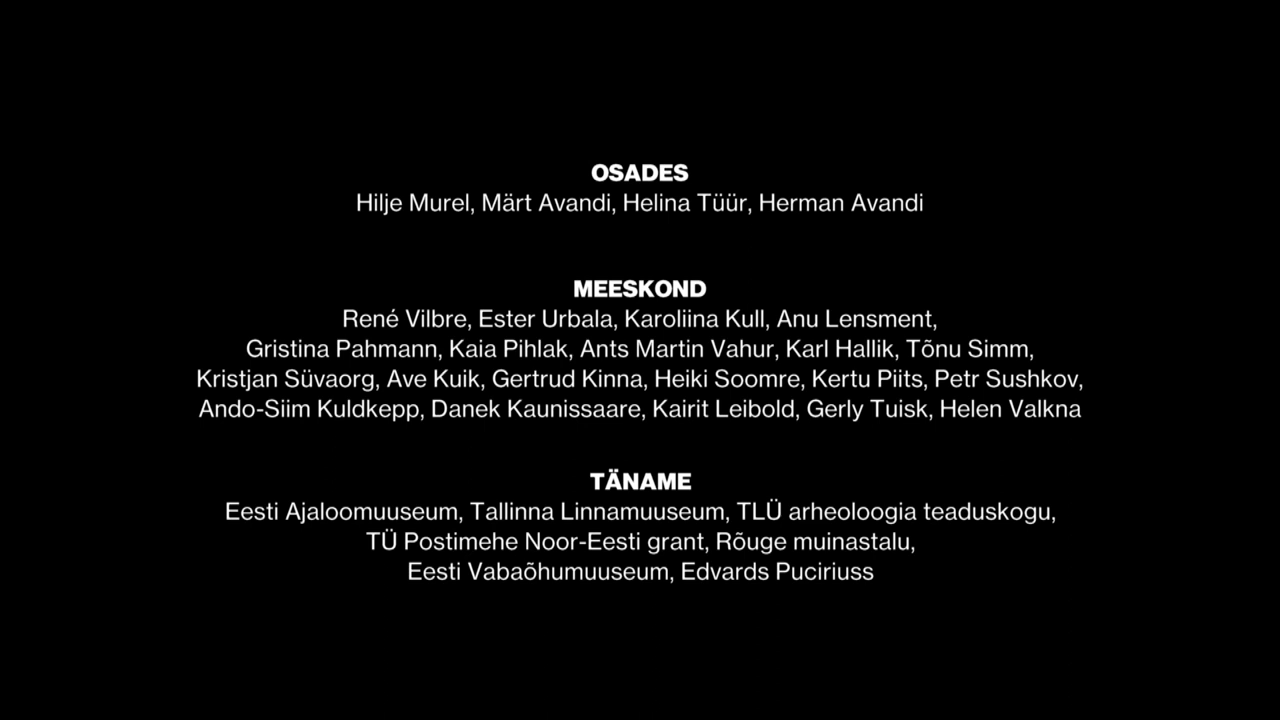 OSADES
Hilje Murel, Märt Avandi, Helina Tüür, Herman Avandi
MEESKOND
René Vilbre, Ester Urbala, Karoliina Kull, Anu Lensment,
Gristina Pahmann, Kaia Pihlak, Ants Martin Vahur, Karl Hallik, Tõnu Simm,
Kristjan Süvaorg, Ave Kuik, Gertrud Kinna, Heiki Soomre, Kertu Piits, Petr Sushkov,
Ando-Siim Kuldkepp, Danek Kaunissaare, Kairit Leibold, Gerly Tuisk, Helen Valkna
TÄNAME
Eesti Ajaloomuuseum, Tallinna Linnamuuseum, TLÜ arheoloogia teaduskogu,
TÜ Postimehe Noor-Eesti grant, Rõuge muinastalu,
Eesti Vabaõhumuuseum, Edvards Puciriuss